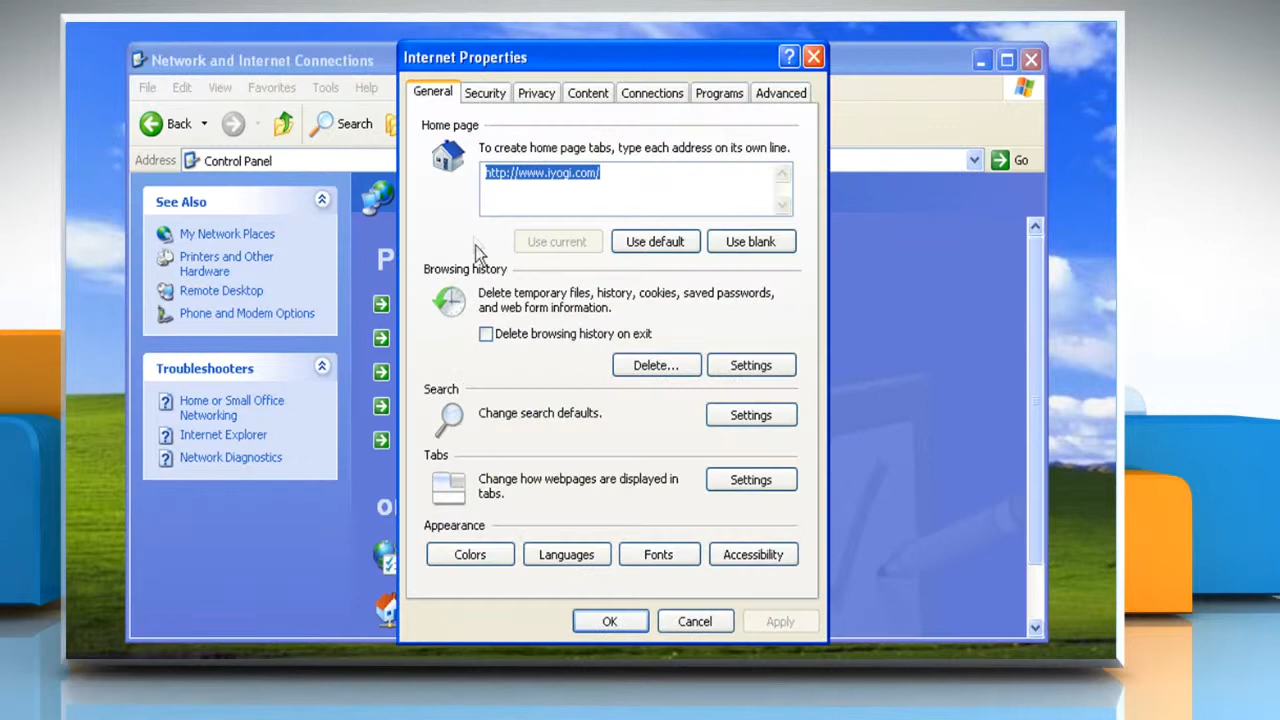 Network and Internet Connections
File Edit View Favorites Tools Help
Back Search
Address Control Panel Go
See Also
My Network Places
Printers and Other
Hardware
Remote Desktop
Phone and Modem Options
Troubleshooters
Home or Small Office
Networking
Internet Explorer
Network Diagnostics
P
o
Internet Properties
General Security Privacy Content Connections Programs Advanced
Home page
To create home page tabs, type each address on its own line.
http://www.iyogi.com/
Use current Use default Use blank
Browsing history
Delete temporary files, history, cookies, saved passwords,
and web form information.
Delete browsing history on exit
Delete... Settings
Search
Change search defaults.
Settings
Tabs
Change how webpages are displayed in
tabs.
Settings
Appearance
Colors Languages Fonts Accessibility
OK Cancel Apply